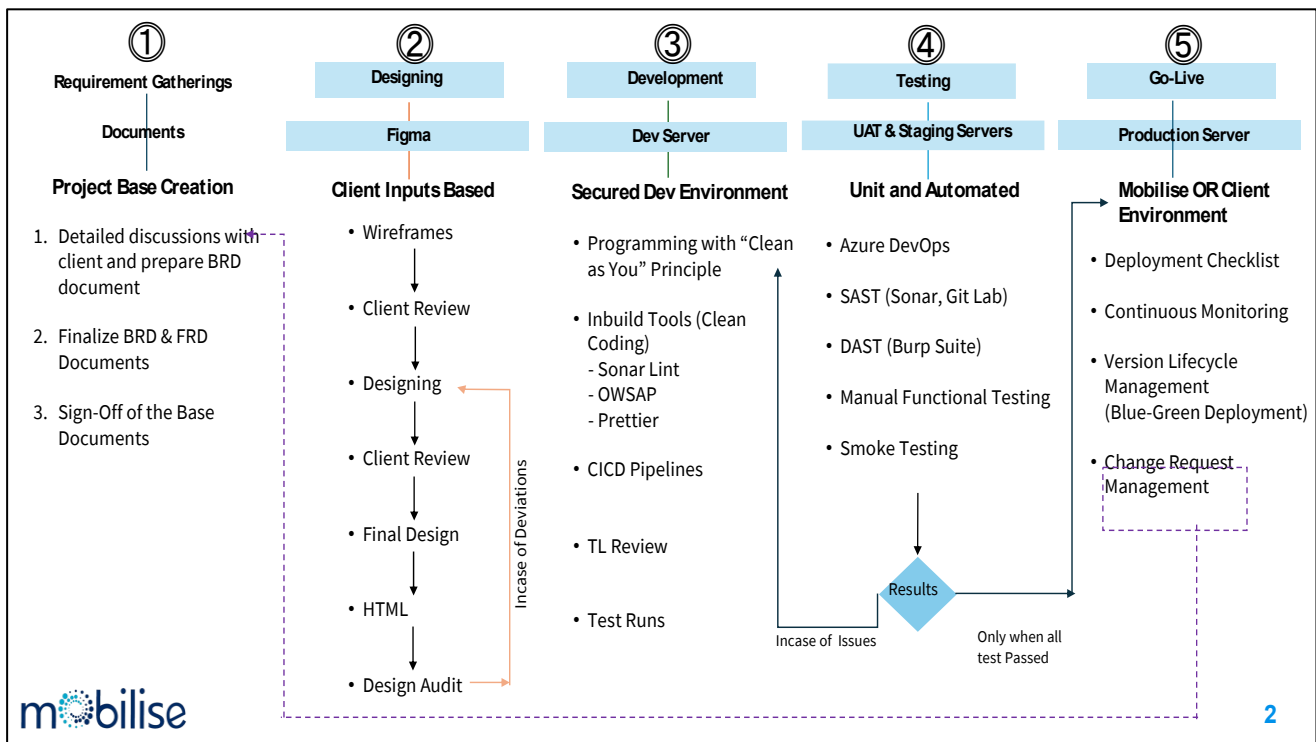 ①
Requirement Gatherings
Documents
Project Base Creation
1. Detailed discussions with
client and prepare BRD
document
2. Finalize BRD & FRD
Documents
3. Sign-Off of the Base
Documents
②
Designing
Figma
Client Inputs Based
• Wireframes
• Client Review
• Designing
• Client Review
• Final Design
• HTML
• Design Audit
Incase of Deviations
③
Development
Dev Server
Secured Dev Environment
• Programming with “Clean
as You” Principle
• Inbuild Tools (Clean
Coding)
- Sonar Lint
- OWSAP
- Prettier
• CICD Pipelines
• TL Review
• Test Runs
④
Testing
UAT & Staging Servers
Unit and Automated
• Azure DevOps
• SAST (Sonar, Git Lab)
• DAST (Burp Suite)
• Manual Functional Testing
• Smoke Testing
Results
Incase of Issues
Only when all
test Passed
⑤
Go-Live
Production Server
Mobilise OR Client
Environment
• Deployment Checklist
• Continuous Monitoring
• Version Lifecycle
Management
(Blue-Green Deployment)
• Change Request
Management
mobilise
2